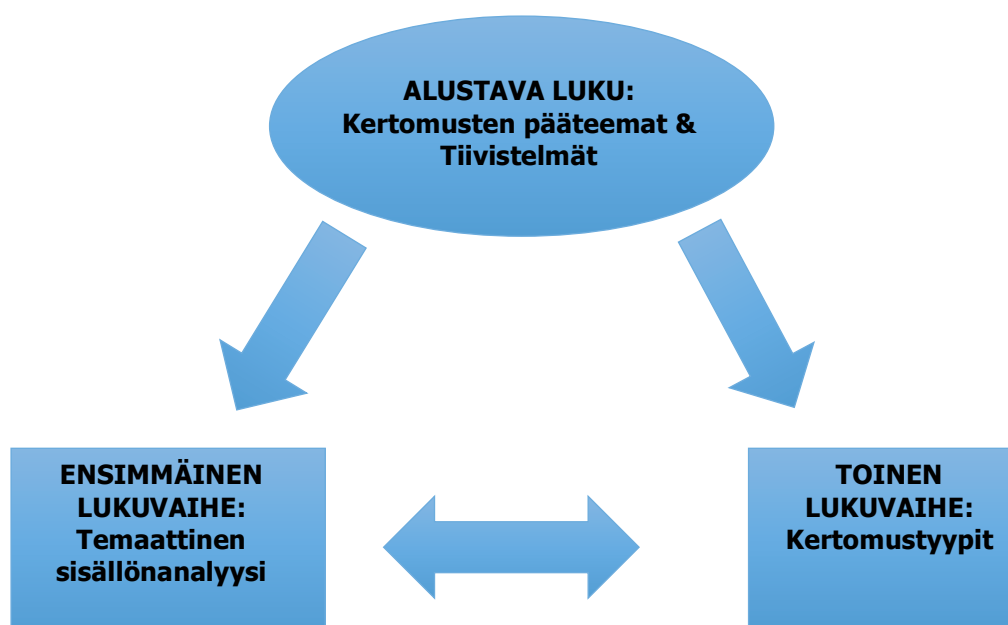 ALUSTAVA LUKU:
Kertomusten pääteemat &
Tiivistelmät
ENSIMMÄINEN
LUKUVAIHE:
Temaattinen
sisällönanalyysi
TOINEN
LUKUVAIHE:
Kertomustyypit